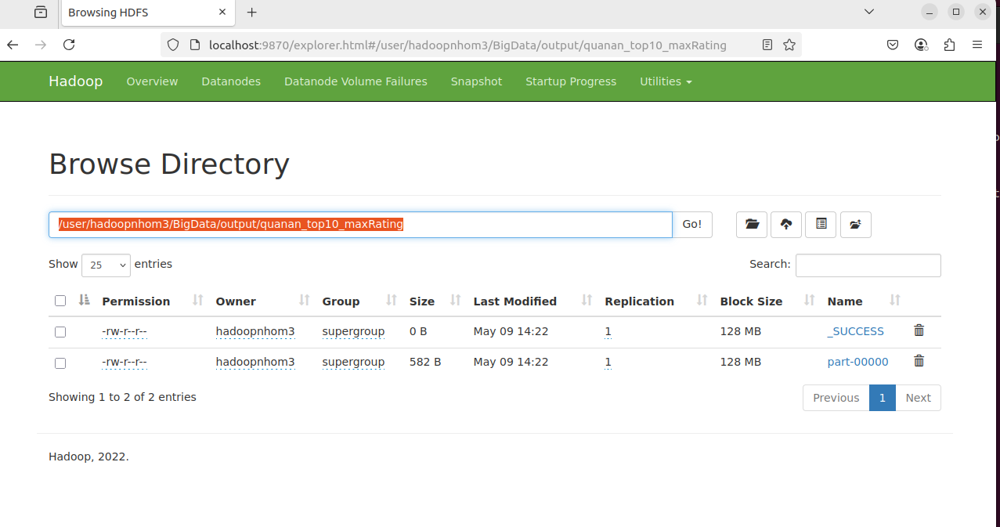 Browsing HDFS
localhost:9870/explorer.html#/user/hadoopnhom3/BigData/output/quanan_top10_maxRating
Hadoop Overview Datanodes Datanode Volume Failures Snapshot Startup Progress Utilities
Browse Directory
/user/hadoopnhom3/BigData/output/quanan_top10_maxRating Go!
Show 25 entries Search:
Permission Owner Group Size Last Modified Replication Block Size Name
-rw-r--r-- hadoopnhom3 supergroup 0 B May 09 14:22 1 128 MB _SUCCESS
-rw-r--r-- hadoopnhom3 supergroup 582 B May 09 14:22 1 128 MB part-00000
Showing 1 to 2 of 2 entries Previous 1 Next
Hadoop, 2022.